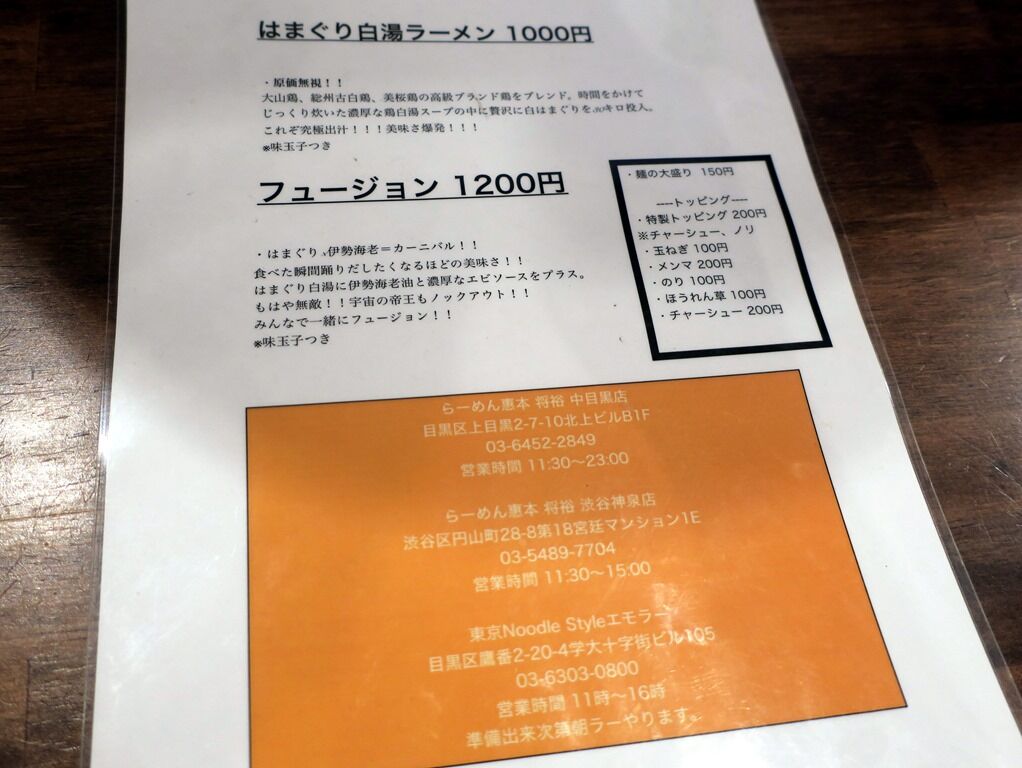 はまぐり白湯ラーメン 1000円
・原価無視！！
大山鶏、総州古白鶏、美桜鶏の高級ブランド鶏をブレンド。時間をかけて
じっくり炊いた濃厚な鶏白湯スープの中に贅沢に白はまぐりを30キロ投入。
これぞ究極出汁！！！美味さ爆発！！！
※味玉子つき
フュージョン 1200円
・はまぐり×伊勢海老＝カーニバル！！
食べた瞬間踊りだしたくなるほどの美味さ！！
はまぐり白湯に伊勢海老油と濃厚なエビソースをプラス。
もはや無敵！！宇宙の帝王もノックアウト！！
みんなで一緒にフュージョン！！
※味玉子つき
・麺の大盛り 150円
----トッピング----
・特製トッピング 200円
※チャーシュー、ノリ
・玉ねぎ 100円
・メンマ 200円
・のり 100円
・ほうれん草 100円
・チャーシュー 200円
らーめん恵本 将裕 中目黒店
目黒区上目黒2-7-10北上ビルB1F
03-6452-2849
営業時間 11:30〜23:00
らーめん恵本 将裕 渋谷神泉店
渋谷区円山町28-8第18宮廷マンション1E
03-5489-7704
営業時間 11:30〜15:00
東京Noodle Styleエモラー
目黒区鷹番2-20-4学大十字街ビル105
03-6303-0800
営業時間 11時〜16時
準備出来次第朝ラーやります。